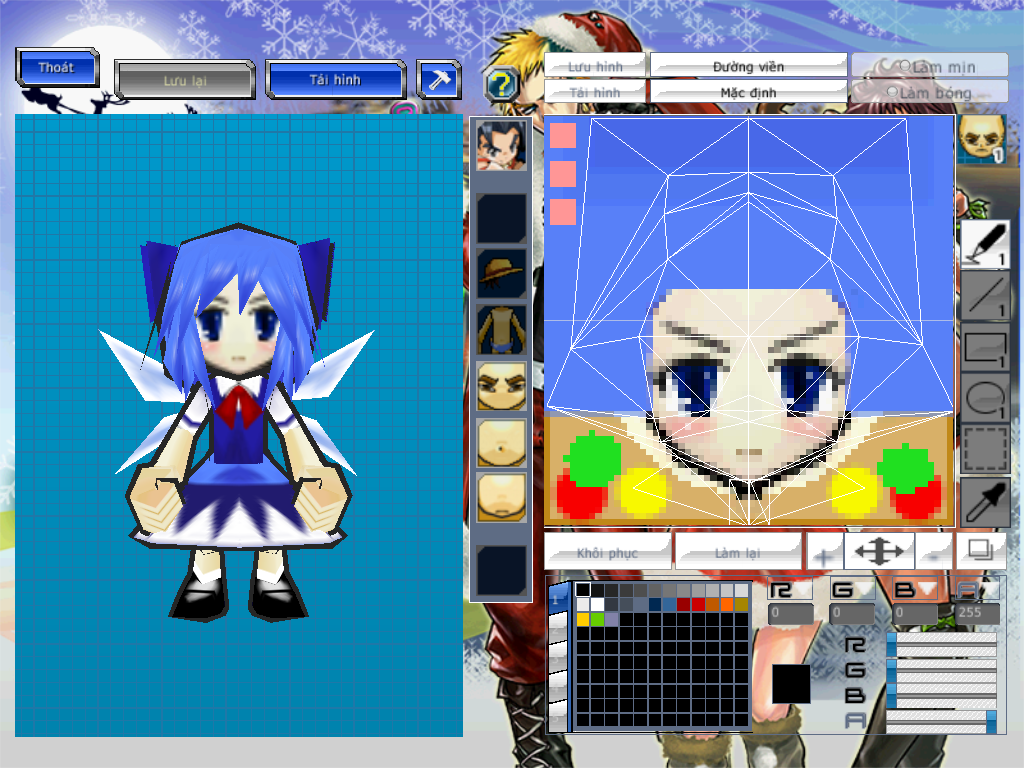 Thoát
Lưu lại
Tải hình
?
Lưu hình
Đường viền
Làm mịn
Tải hình
Mặc định
Làm bóng
1
1
1
1
1
Khôi phục
Làm lại
+
-
1
R G B A
0 0 0 255
R
G
B
A